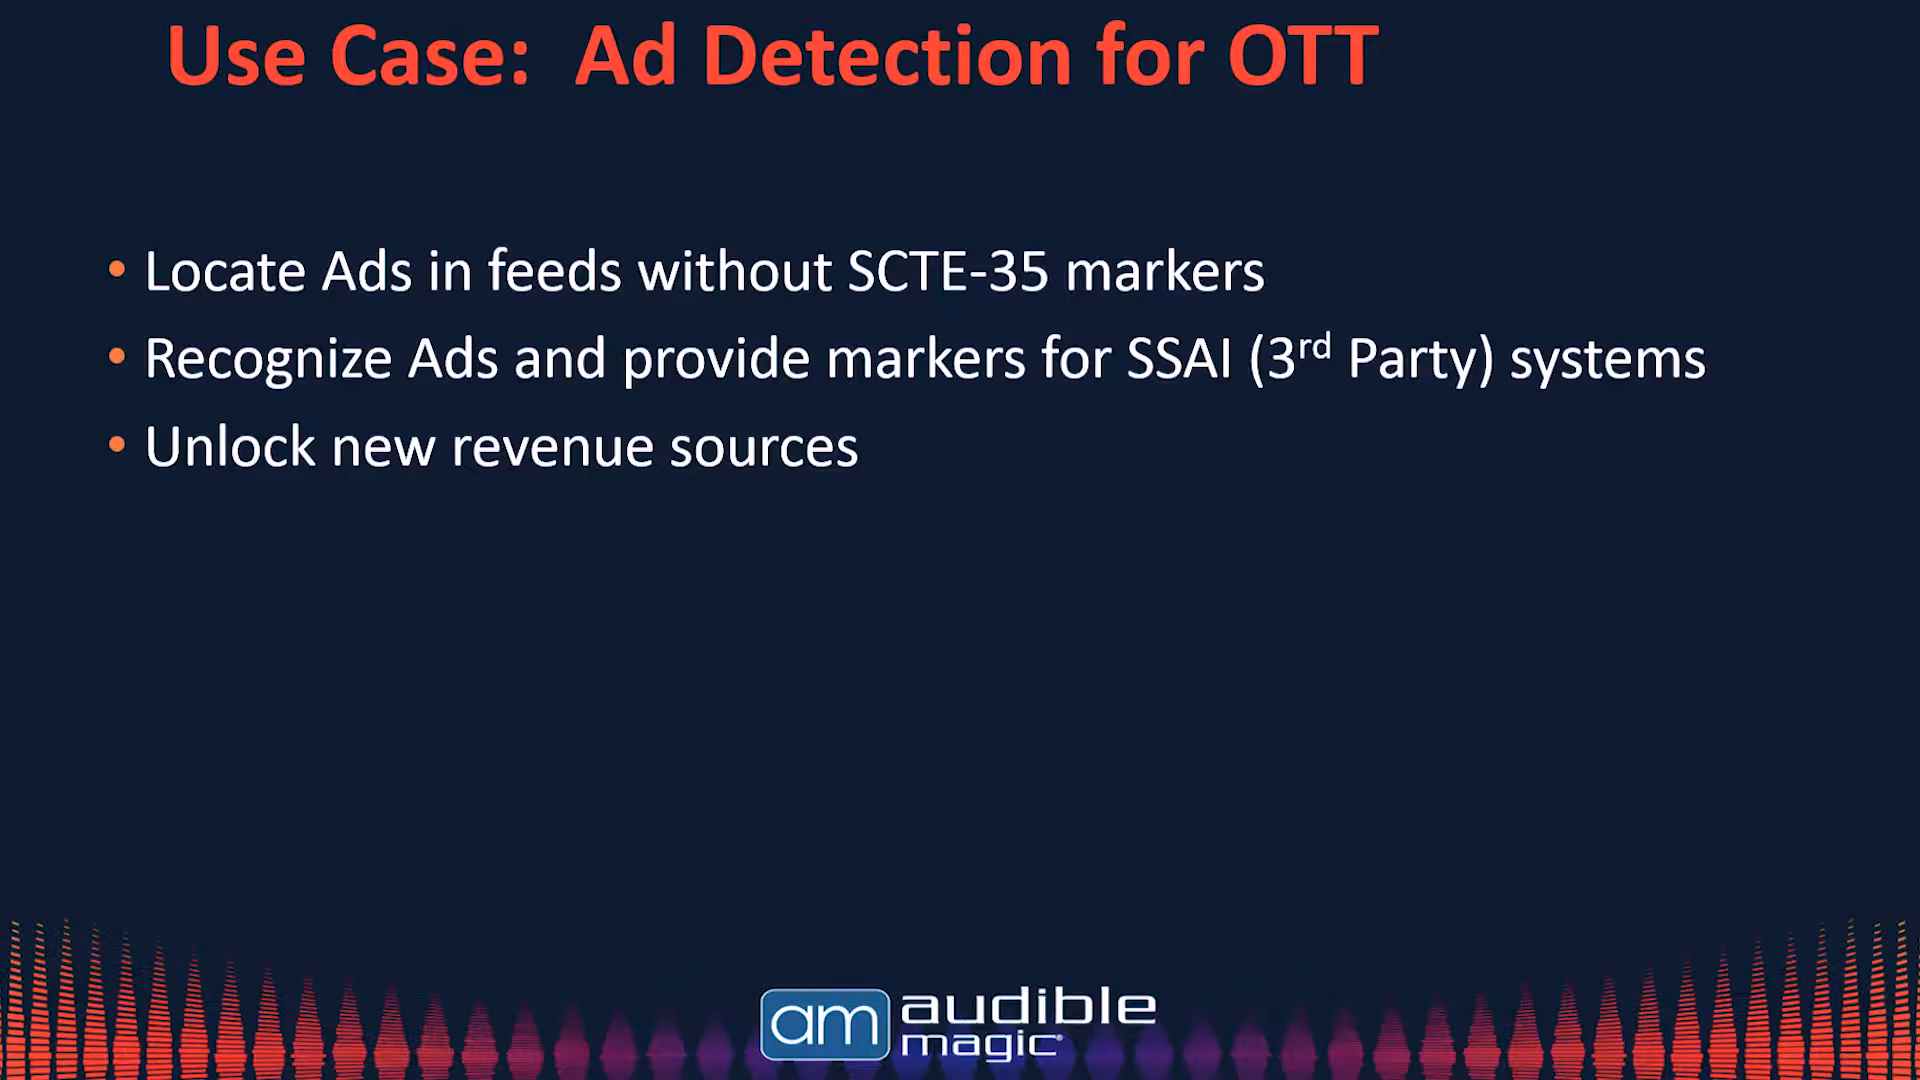 Use Case: Ad Detection for OTT
• Locate Ads in feeds without SCTE-35 markers
• Recognize Ads and provide markers for SSAI (3rd Party) systems
• Unlock new revenue sources
am audible
magic®